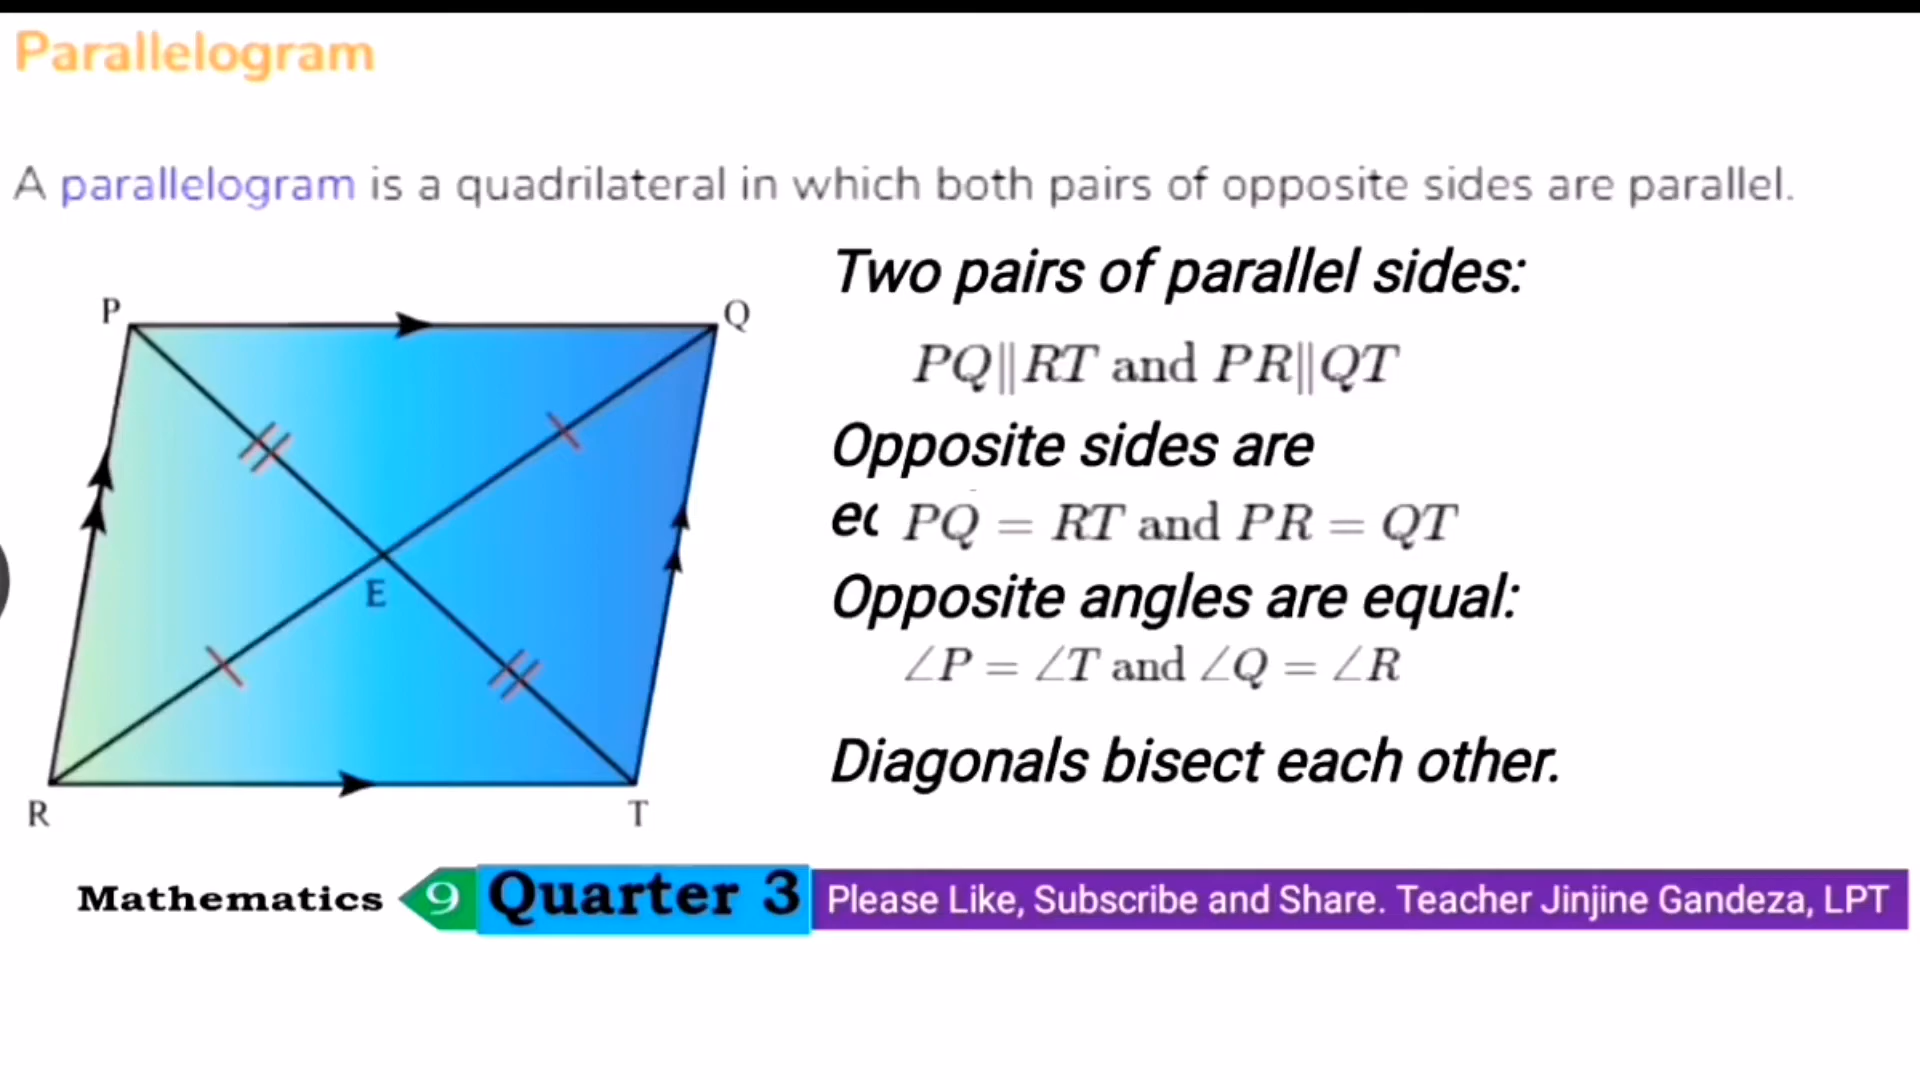 Parallelogram
A parallelogram is a quadrilateral in which both pairs of opposite sides are parallel.
Two pairs of parallel sides:
PQ∥RT and PR∥QT
Opposite sides are
PQ = RT and PR = QT
Opposite angles are equal:
∠P = ∠T and ∠Q = ∠R
Diagonals bisect each other.
P
Q
E
R
T
Mathematics 9 Quarter 3 Please Like, Subscribe and Share. Teacher Jinjine Gandeza, LPT